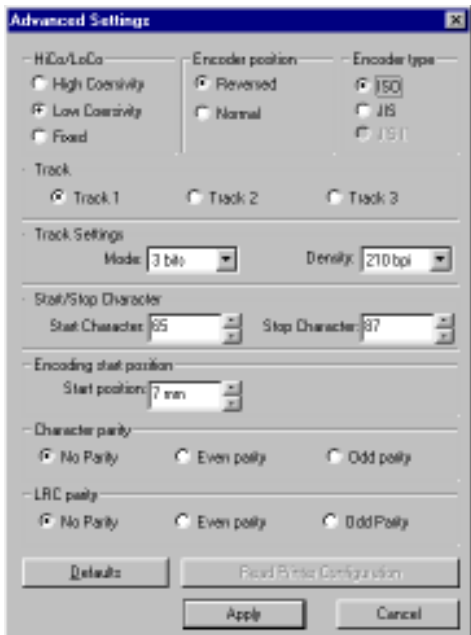 Advanced Settings
HiCo/LoCo
Encoder position
Encoder type
High Coersivity
Reversed
ISO
Low Coersivity
Normal
JIS
Fixed
JIS II
Track
Track 1
Track 2
Track 3
Track Settings
Mode: 3 bits
Density: 210 bpi
Start/Stop Character
Start Character: 65
Stop Character: 87
Encoding start position
Start position: 7 mm
Character parity
No Parity
Even parity
Odd parity
LRC parity
No Parity
Even parity
Odd Parity
Defaults
Read Printer Configuration
Apply
Cancel